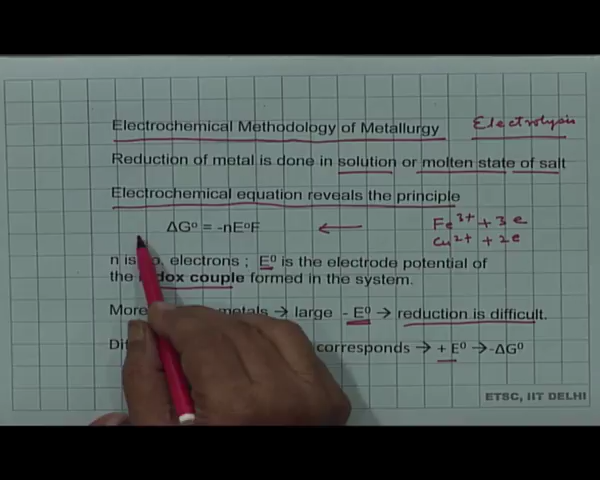 Electrochemical Methodology of Metallurgy Electrolysis
Reduction of metal is done in solution or molten state of salt
Electrochemical equation reveals the principle
ΔG⁰ = -nE⁰F ← Fe³⁺ + 3e
Cu²⁺ + 2e
n is electrons ; E⁰ is the electrode potential of
the redox couple formed in the system.
More metals → large - E⁰ → reduction is difficult.
corresponds → + E⁰ → -ΔG⁰
ETSC, IIT DELHI